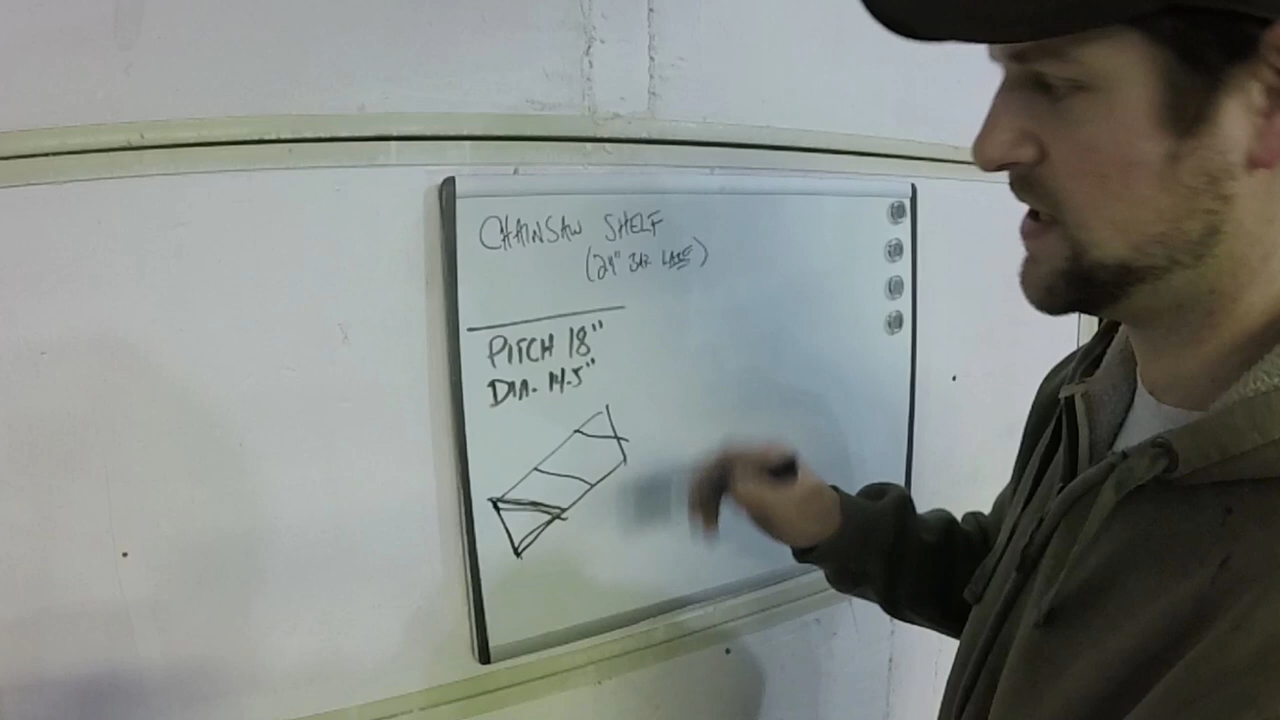 CHAINSAW SHELF
(24" BAR LAKE)
PITCH 18"
DIA. 14.5"